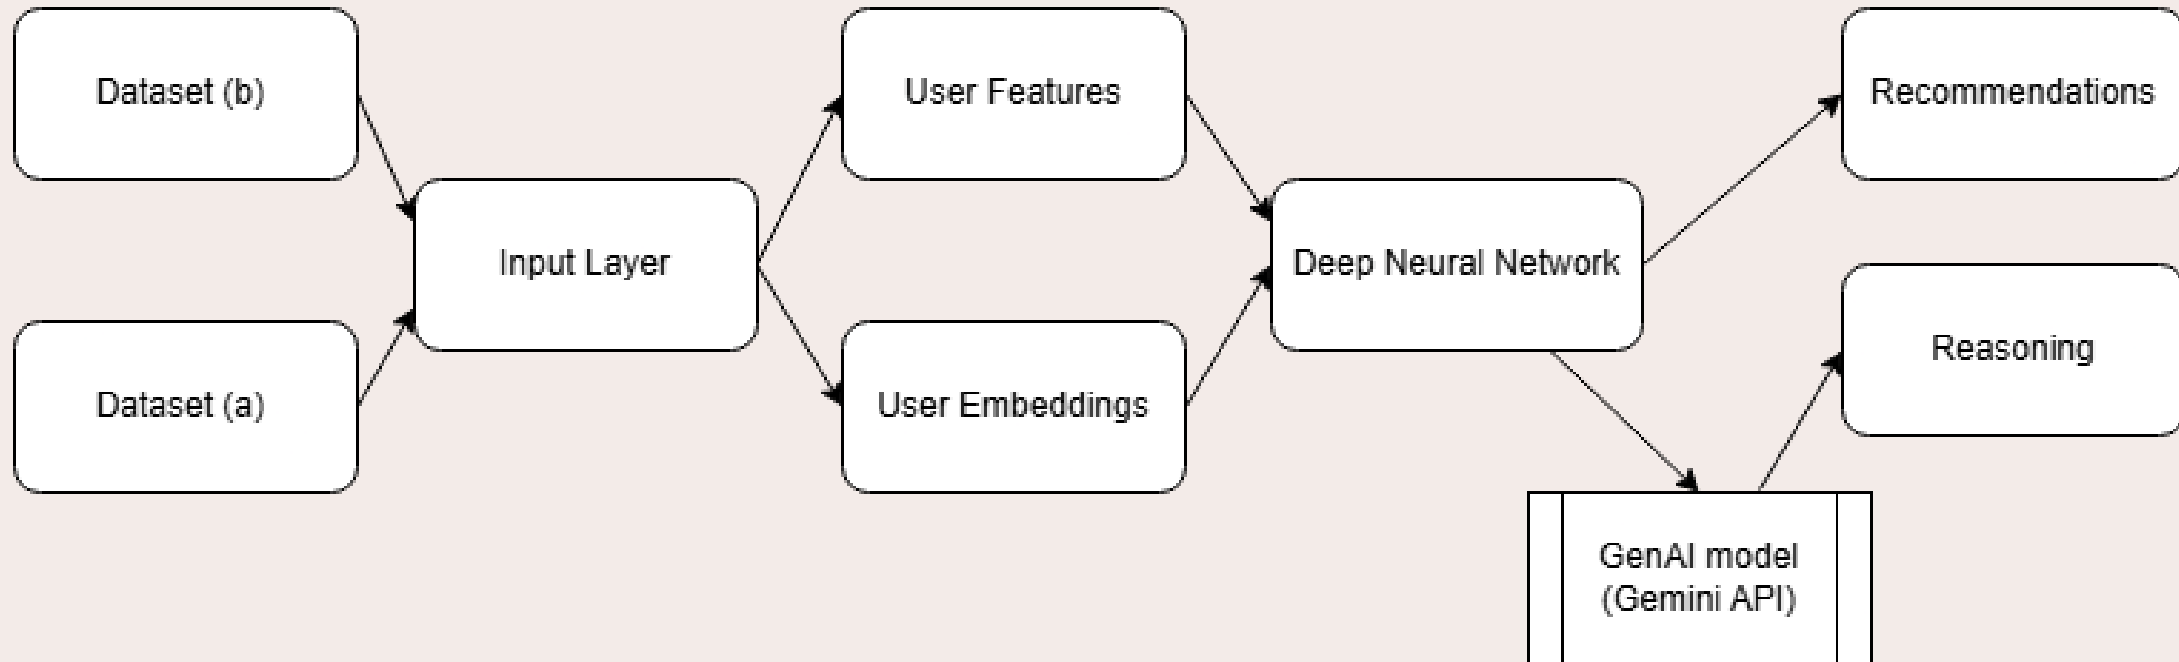 Dataset (b)
User Features
Recommendations
Input Layer
Deep Neural Network
Reasoning
Dataset (a)
User Embeddings
GenAI model
(Gemini API)